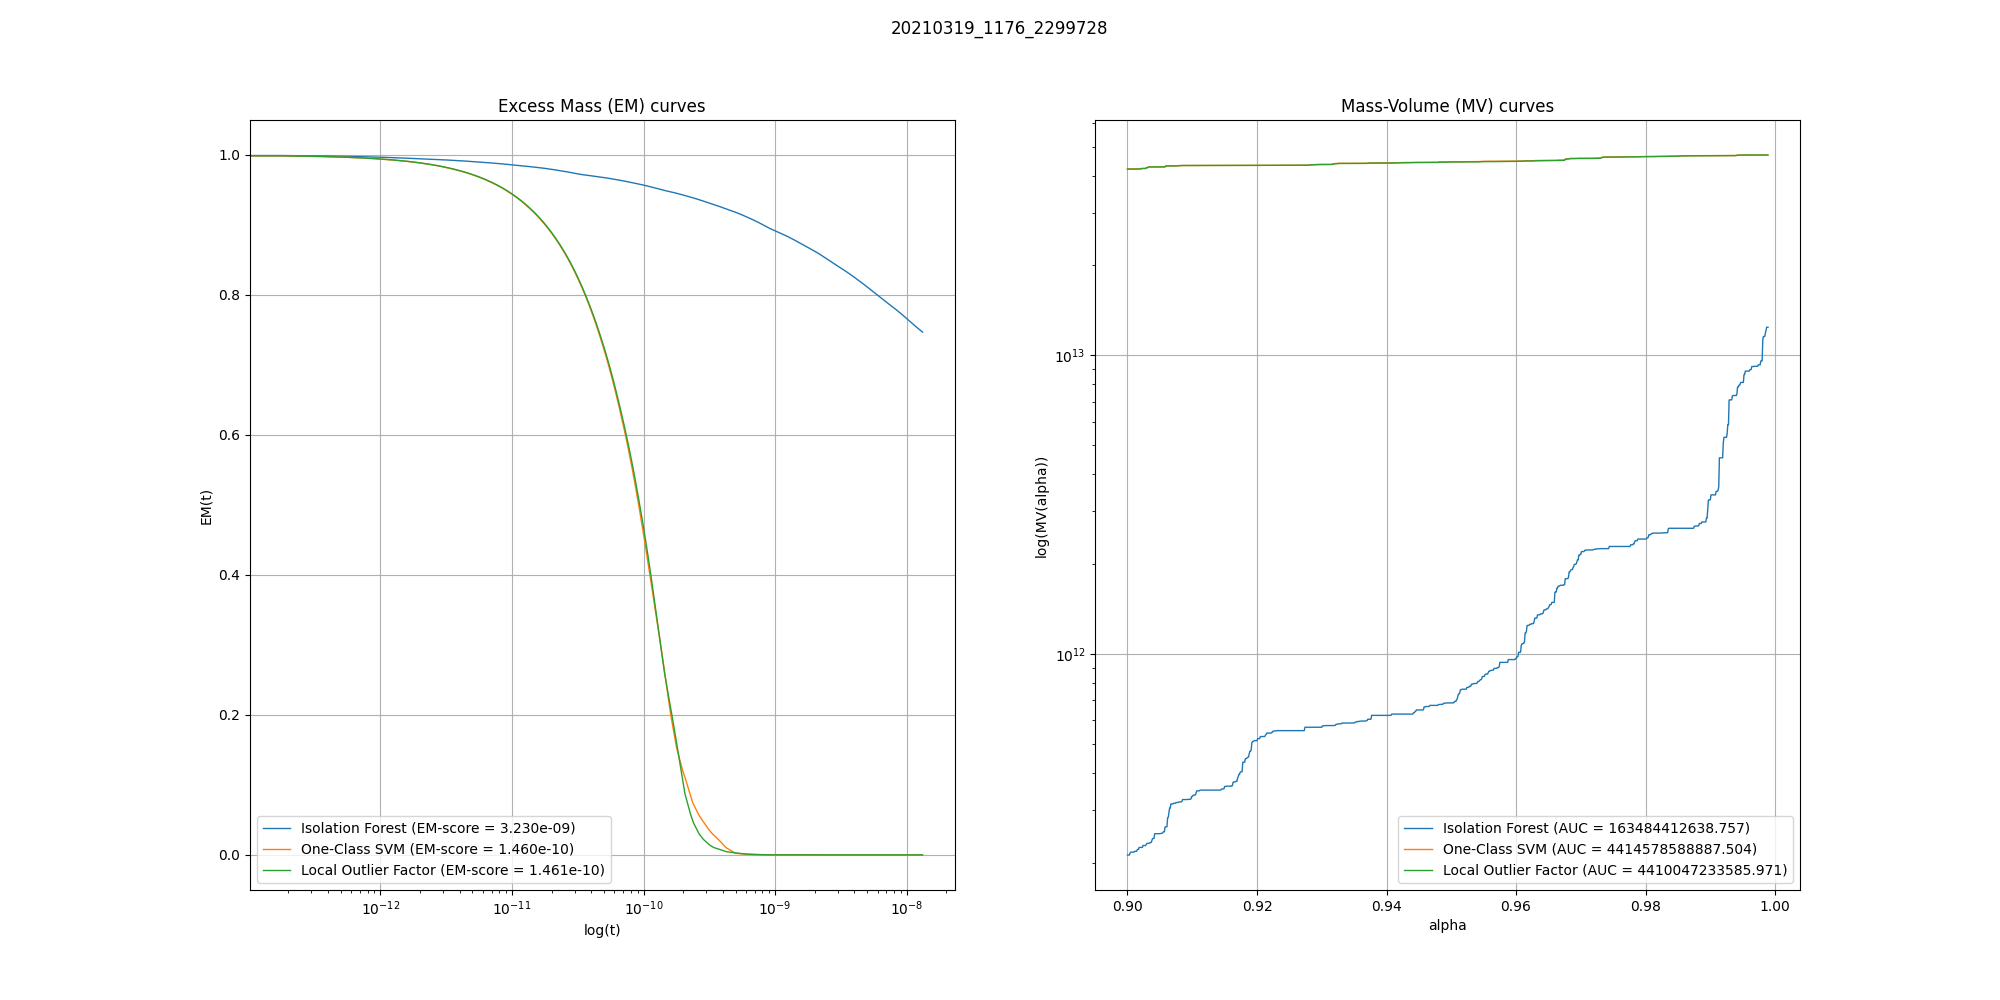 20210319_1176_2299728
Excess Mass (EM) curves
EM(t)
1.0
0.8
0.6
0.4
0.2
0.0
Isolation Forest (EM-score = 3.230e-09)
One-Class SVM (EM-score = 1.460e-10)
Local Outlier Factor (EM-score = 1.461e-10)
10⁻¹² 10⁻¹¹ 10⁻¹⁰ 10⁻⁹ 10⁻⁸
log(t)
Mass-Volume (MV) curves
log(MV(alpha))
10¹³
10¹²
Isolation Forest (AUC = 163484412638.757)
One-Class SVM (AUC = 4414578588887.504)
Local Outlier Factor (AUC = 4410047233585.971)
0.90 0.92 0.94 0.96 0.98 1.00
alpha